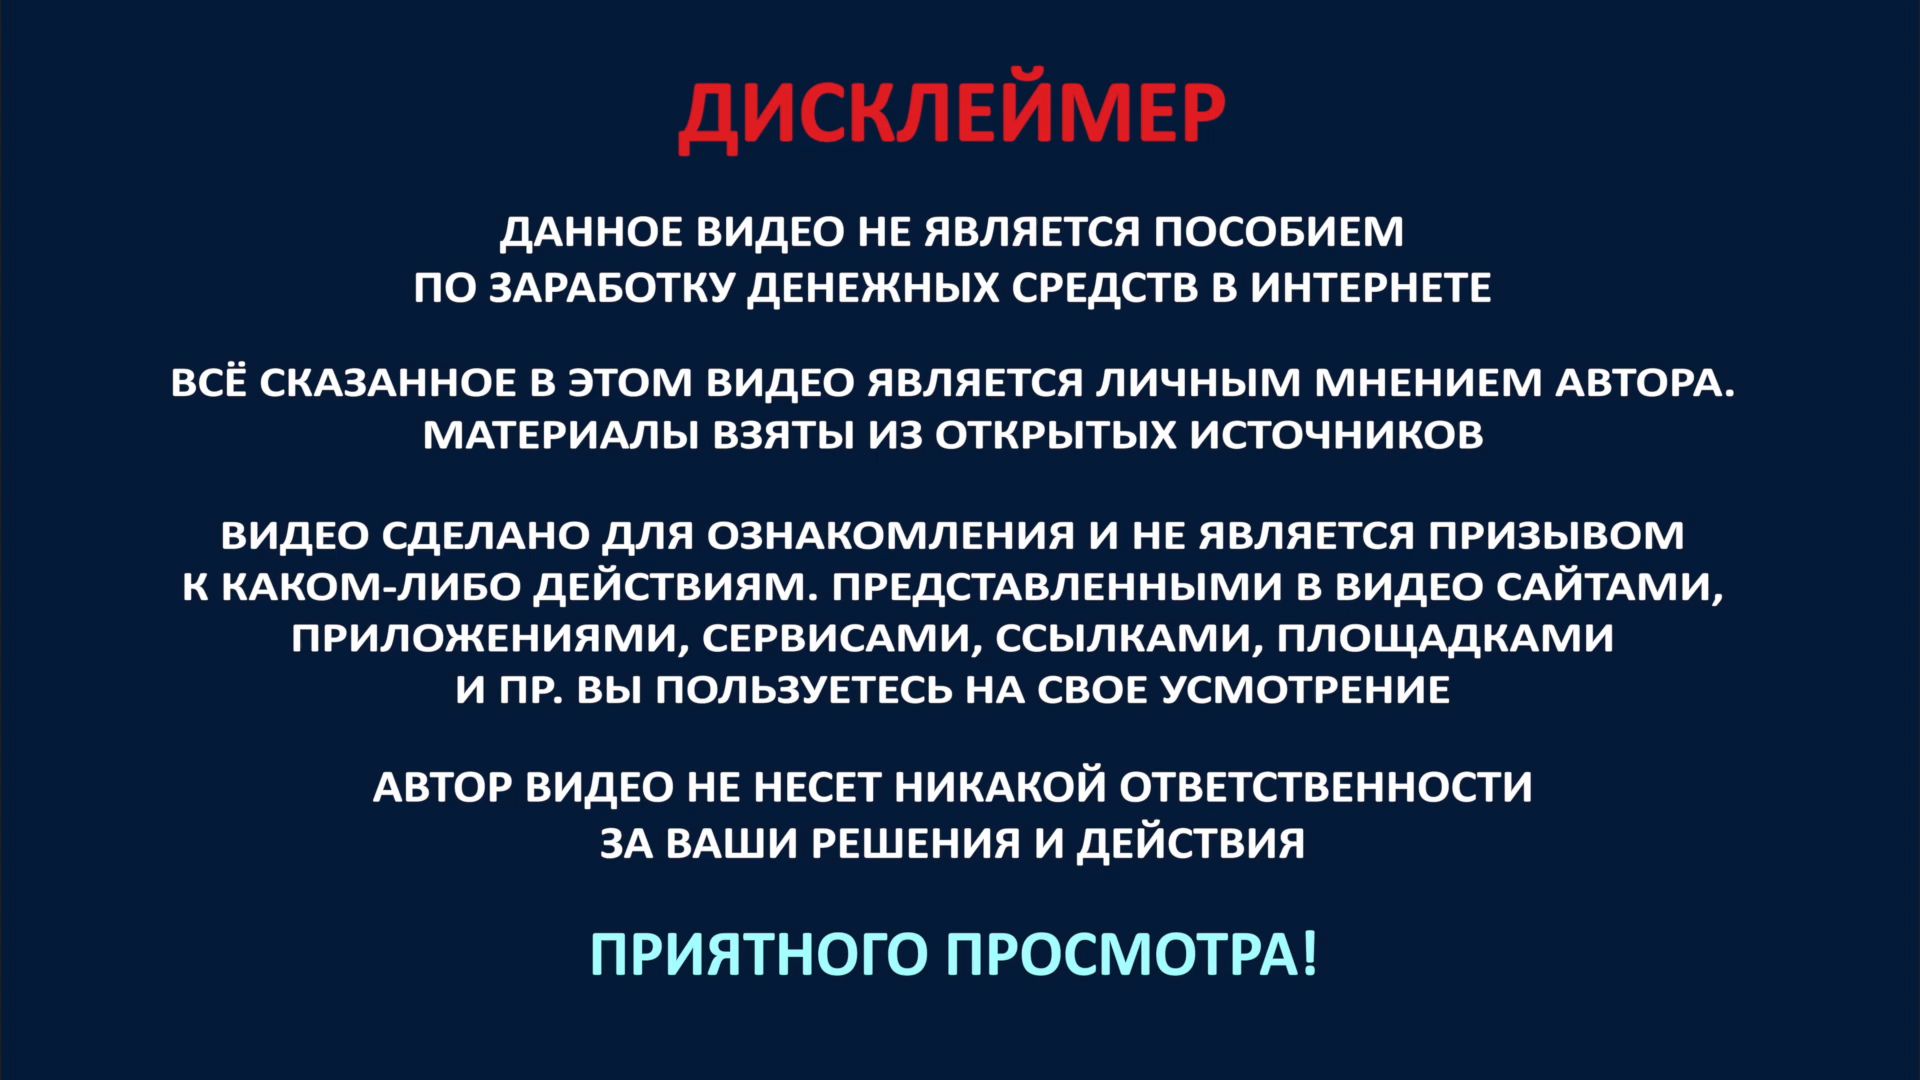 ДИСКЛЕЙМЕР
ДАННОЕ ВИДЕО НЕ ЯВЛЯЕТСЯ ПОСОБИЕМ
ПО ЗАРАБОТКУ ДЕНЕЖНЫХ СРЕДСТВ В ИНТЕРНЕТЕ
ВСЁ СКАЗАННОЕ В ЭТОМ ВИДЕО ЯВЛЯЕТСЯ ЛИЧНЫМ МНЕНИЕМ АВТОРА.
МАТЕРИАЛЫ ВЗЯТЫ ИЗ ОТКРЫТЫХ ИСТОЧНИКОВ
ВИДЕО СДЕЛАНО ДЛЯ ОЗНАКОМЛЕНИЯ И НЕ ЯВЛЯЕТСЯ ПРИЗЫВОМ
К КАКОМ-ЛИБО ДЕЙСТВИЯМ. ПРЕДСТАВЛЕННЫМИ В ВИДЕО САЙТАМИ,
ПРИЛОЖЕНИЯМИ, СЕРВИСАМИ, ССЫЛКАМИ, ПЛОЩАДКАМИ
И ПР. ВЫ ПОЛЬЗУЕТЕСЬ НА СВОЕ УСМОТРЕНИЕ
АВТОР ВИДЕО НЕ НЕСЕТ НИКАКОЙ ОТВЕТСТВЕННОСТИ
ЗА ВАШИ РЕШЕНИЯ И ДЕЙСТВИЯ
ПРИЯТНОГО ПРОСМОТРА!